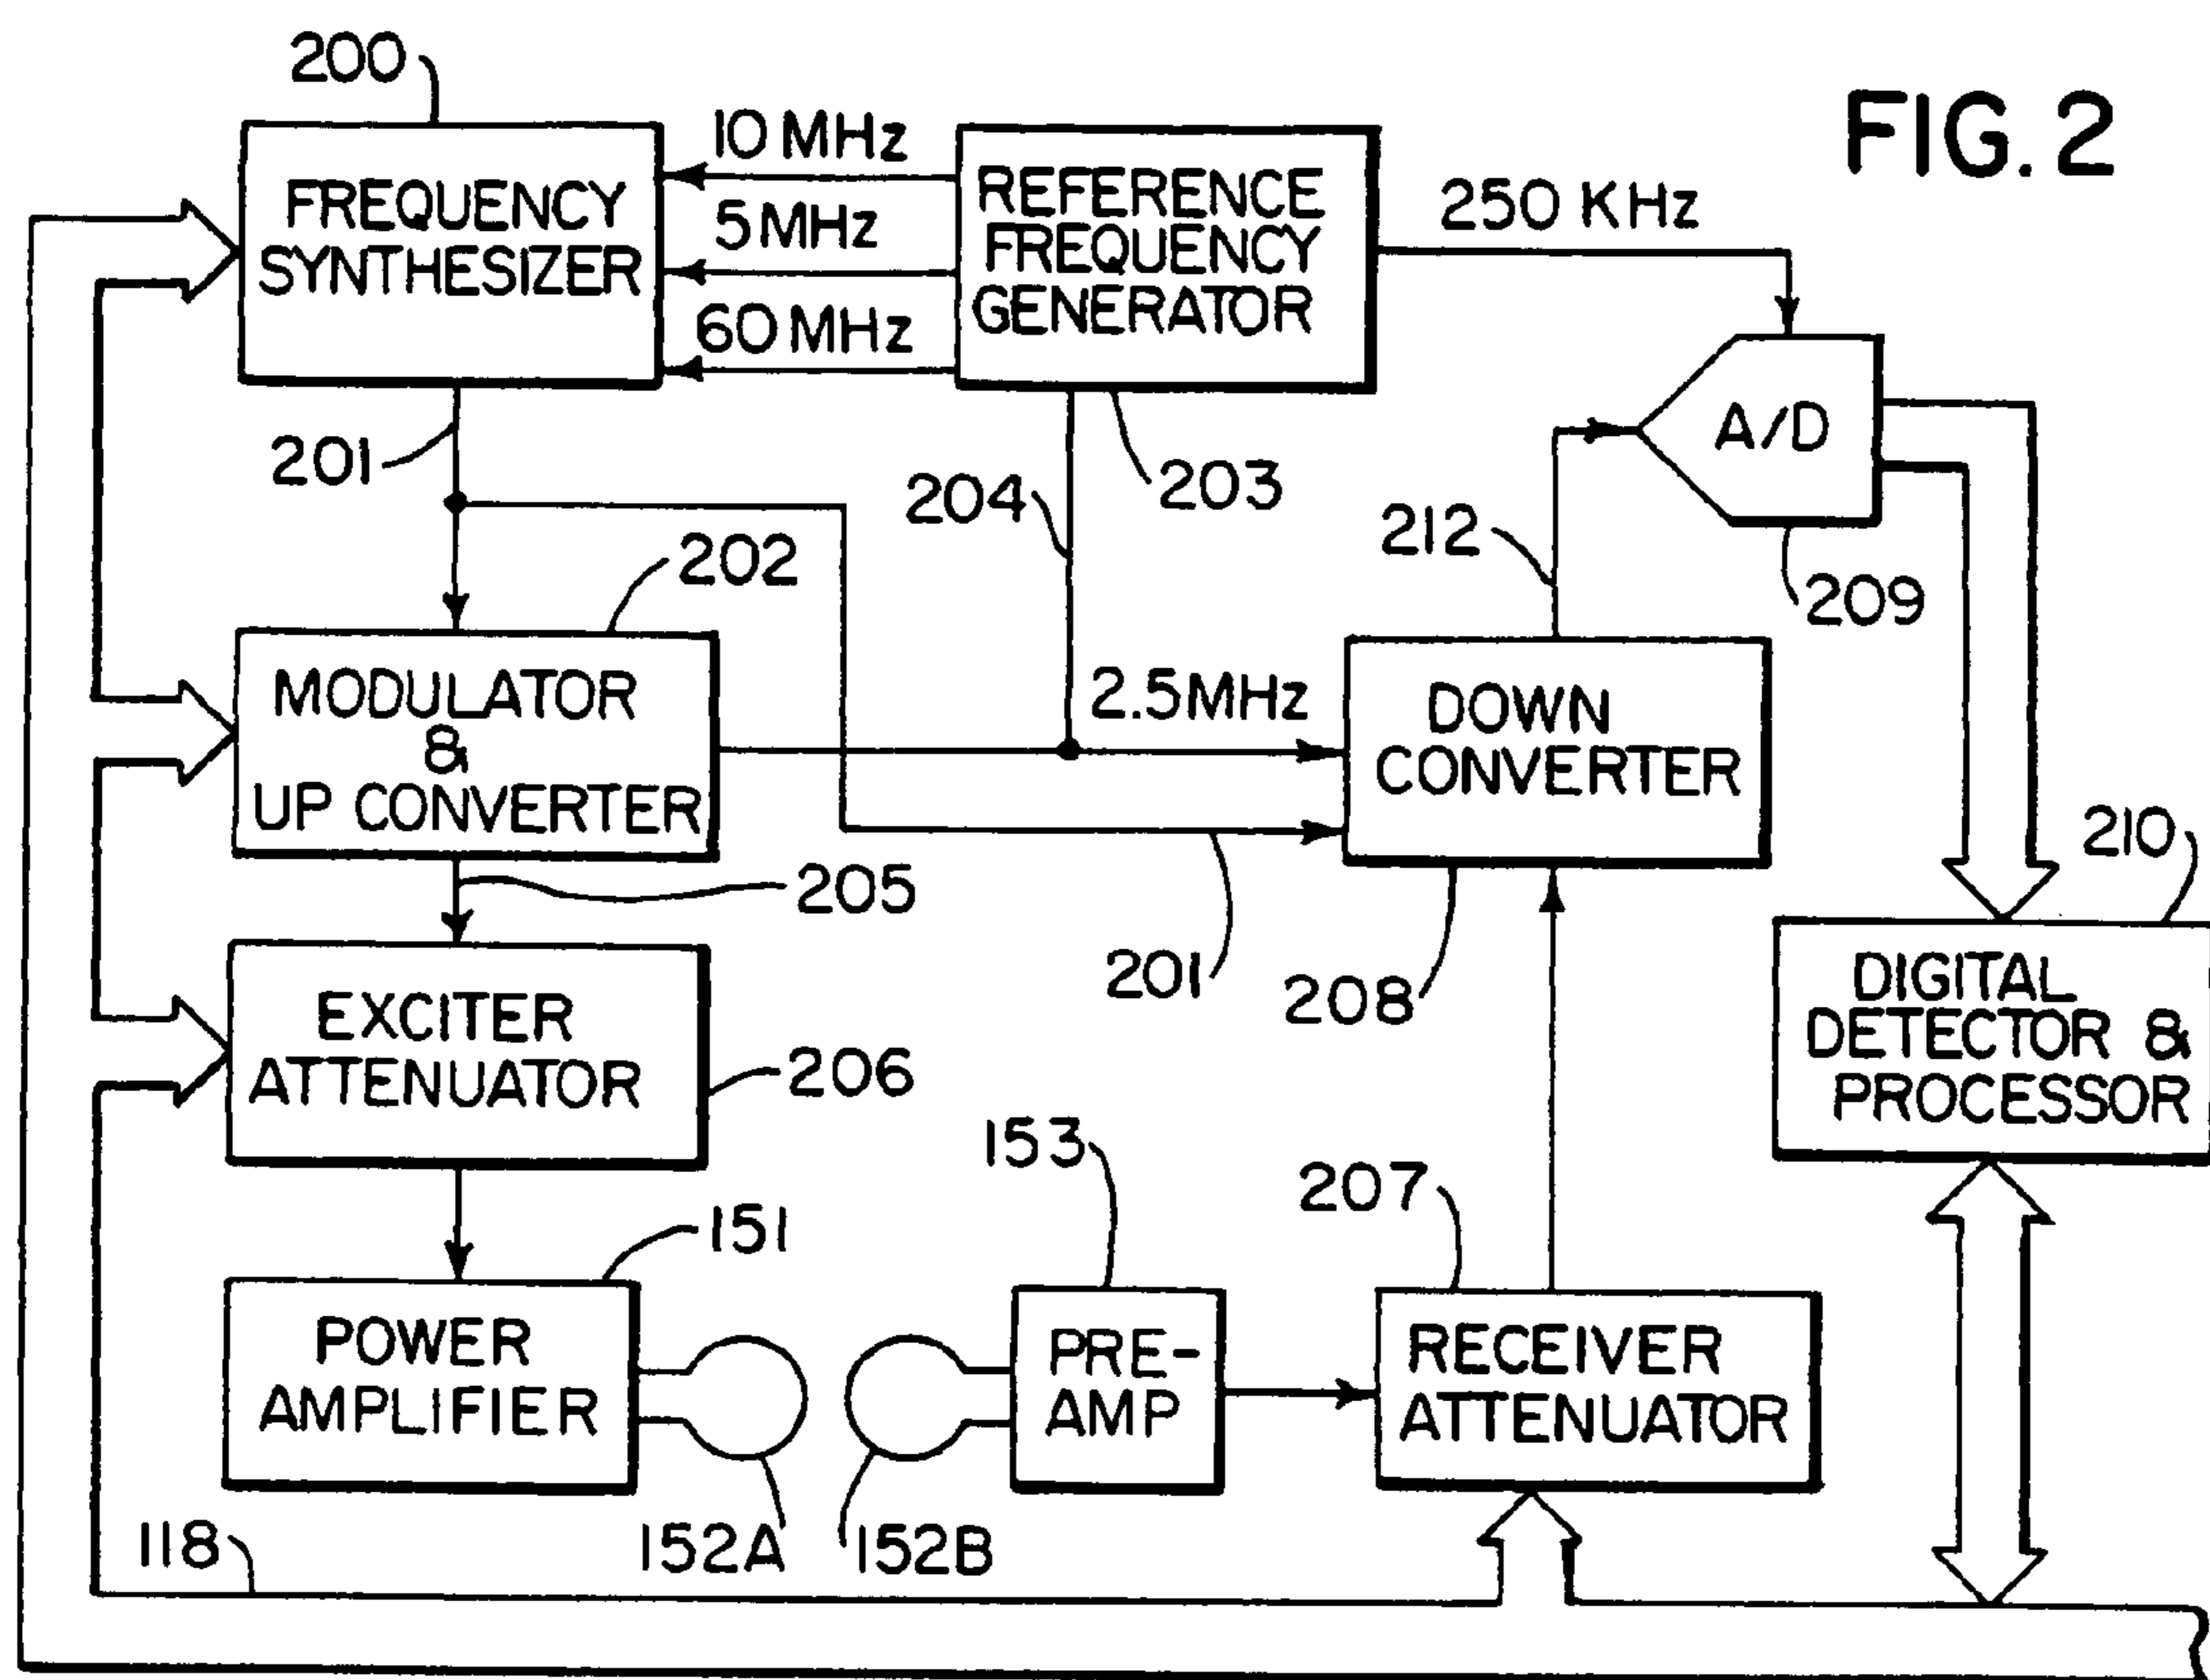 200
FIG. 2
10 MHz
FREQUENCY
SYNTHESIZER
5 MHz
60 MHz
REFERENCE
FREQUENCY
GENERATOR
250 KHz
A/D
201
204
203
212
209
202
MODULATOR
&
UP CONVERTER
2.5 MHz
DOWN
CONVERTER
210
205
201
208
DIGITAL
DETECTOR &
PROCESSOR
EXCITER
ATTENUATOR
206
153
207
151
POWER
AMPLIFIER
PRE-
AMP
RECEIVER
ATTENUATOR
118
152A
152B